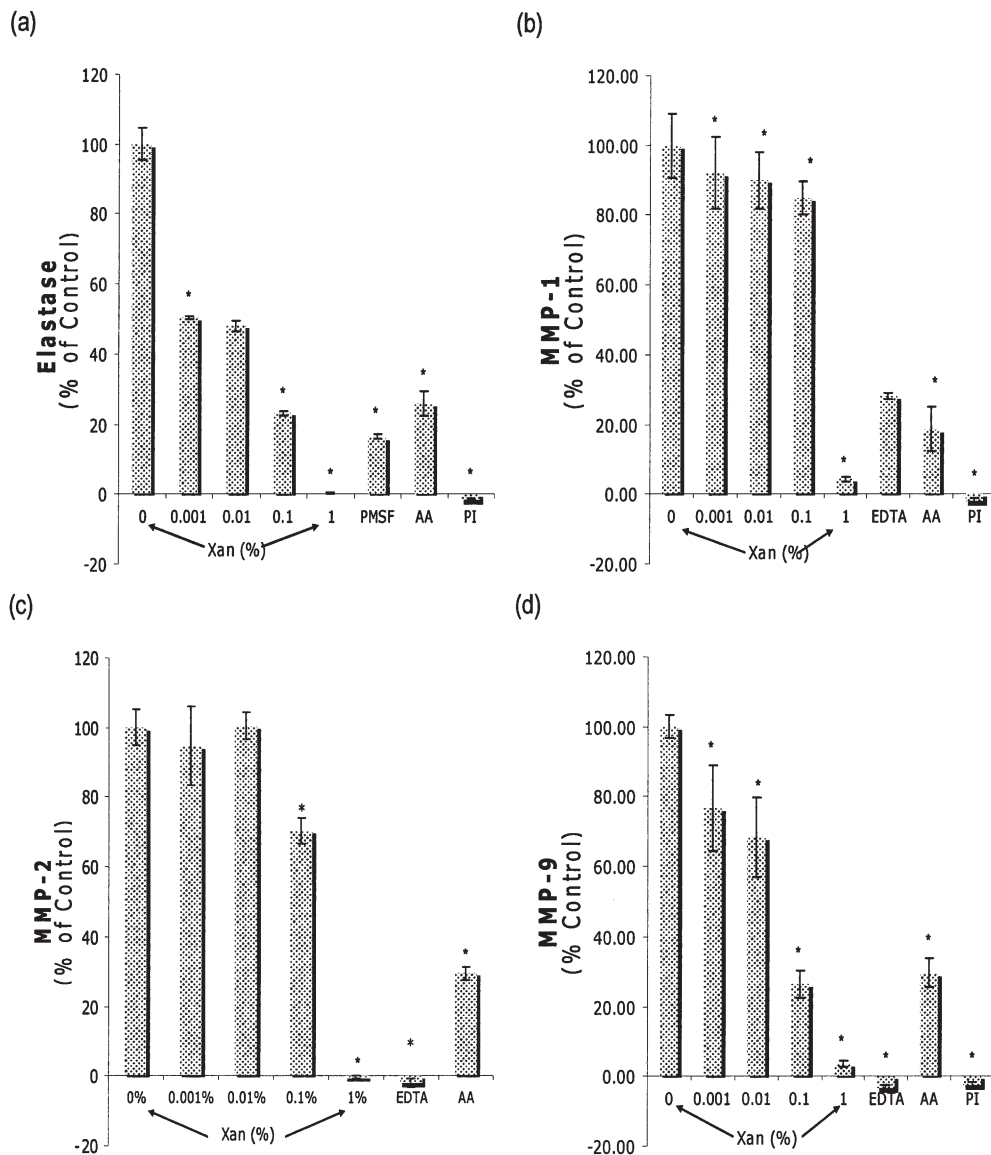 (a)
Elastase
(% of Control)
120
100
80
60
40
20
0
-20
*
*
*
*
*
*
0 0.001 0.01 0.1 1 PMSF AA PI
Xan (%)
(b)
MMP-1
(% of Control)
120.00
100.00
80.00
60.00
40.00
20.00
0.00
-20.00
*
*
*
*
*
*
0 0.001 0.01 0.1 1 EDTA AA PI
Xan (%)
(c)
MMP-2
(% of Control)
120
100
80
60
40
20
0
-20
*
*
*
*
0% 0.001% 0.01% 0.1% 1% EDTA AA
Xan (%)
(d)
MMP-9
(% Control)
120.00
100.00
80.00
60.00
40.00
20.00
0.00
-20.00
*
*
*
*
*
*
*
0 0.001 0.01 0.1 1 EDTA AA PI
Xan (%)